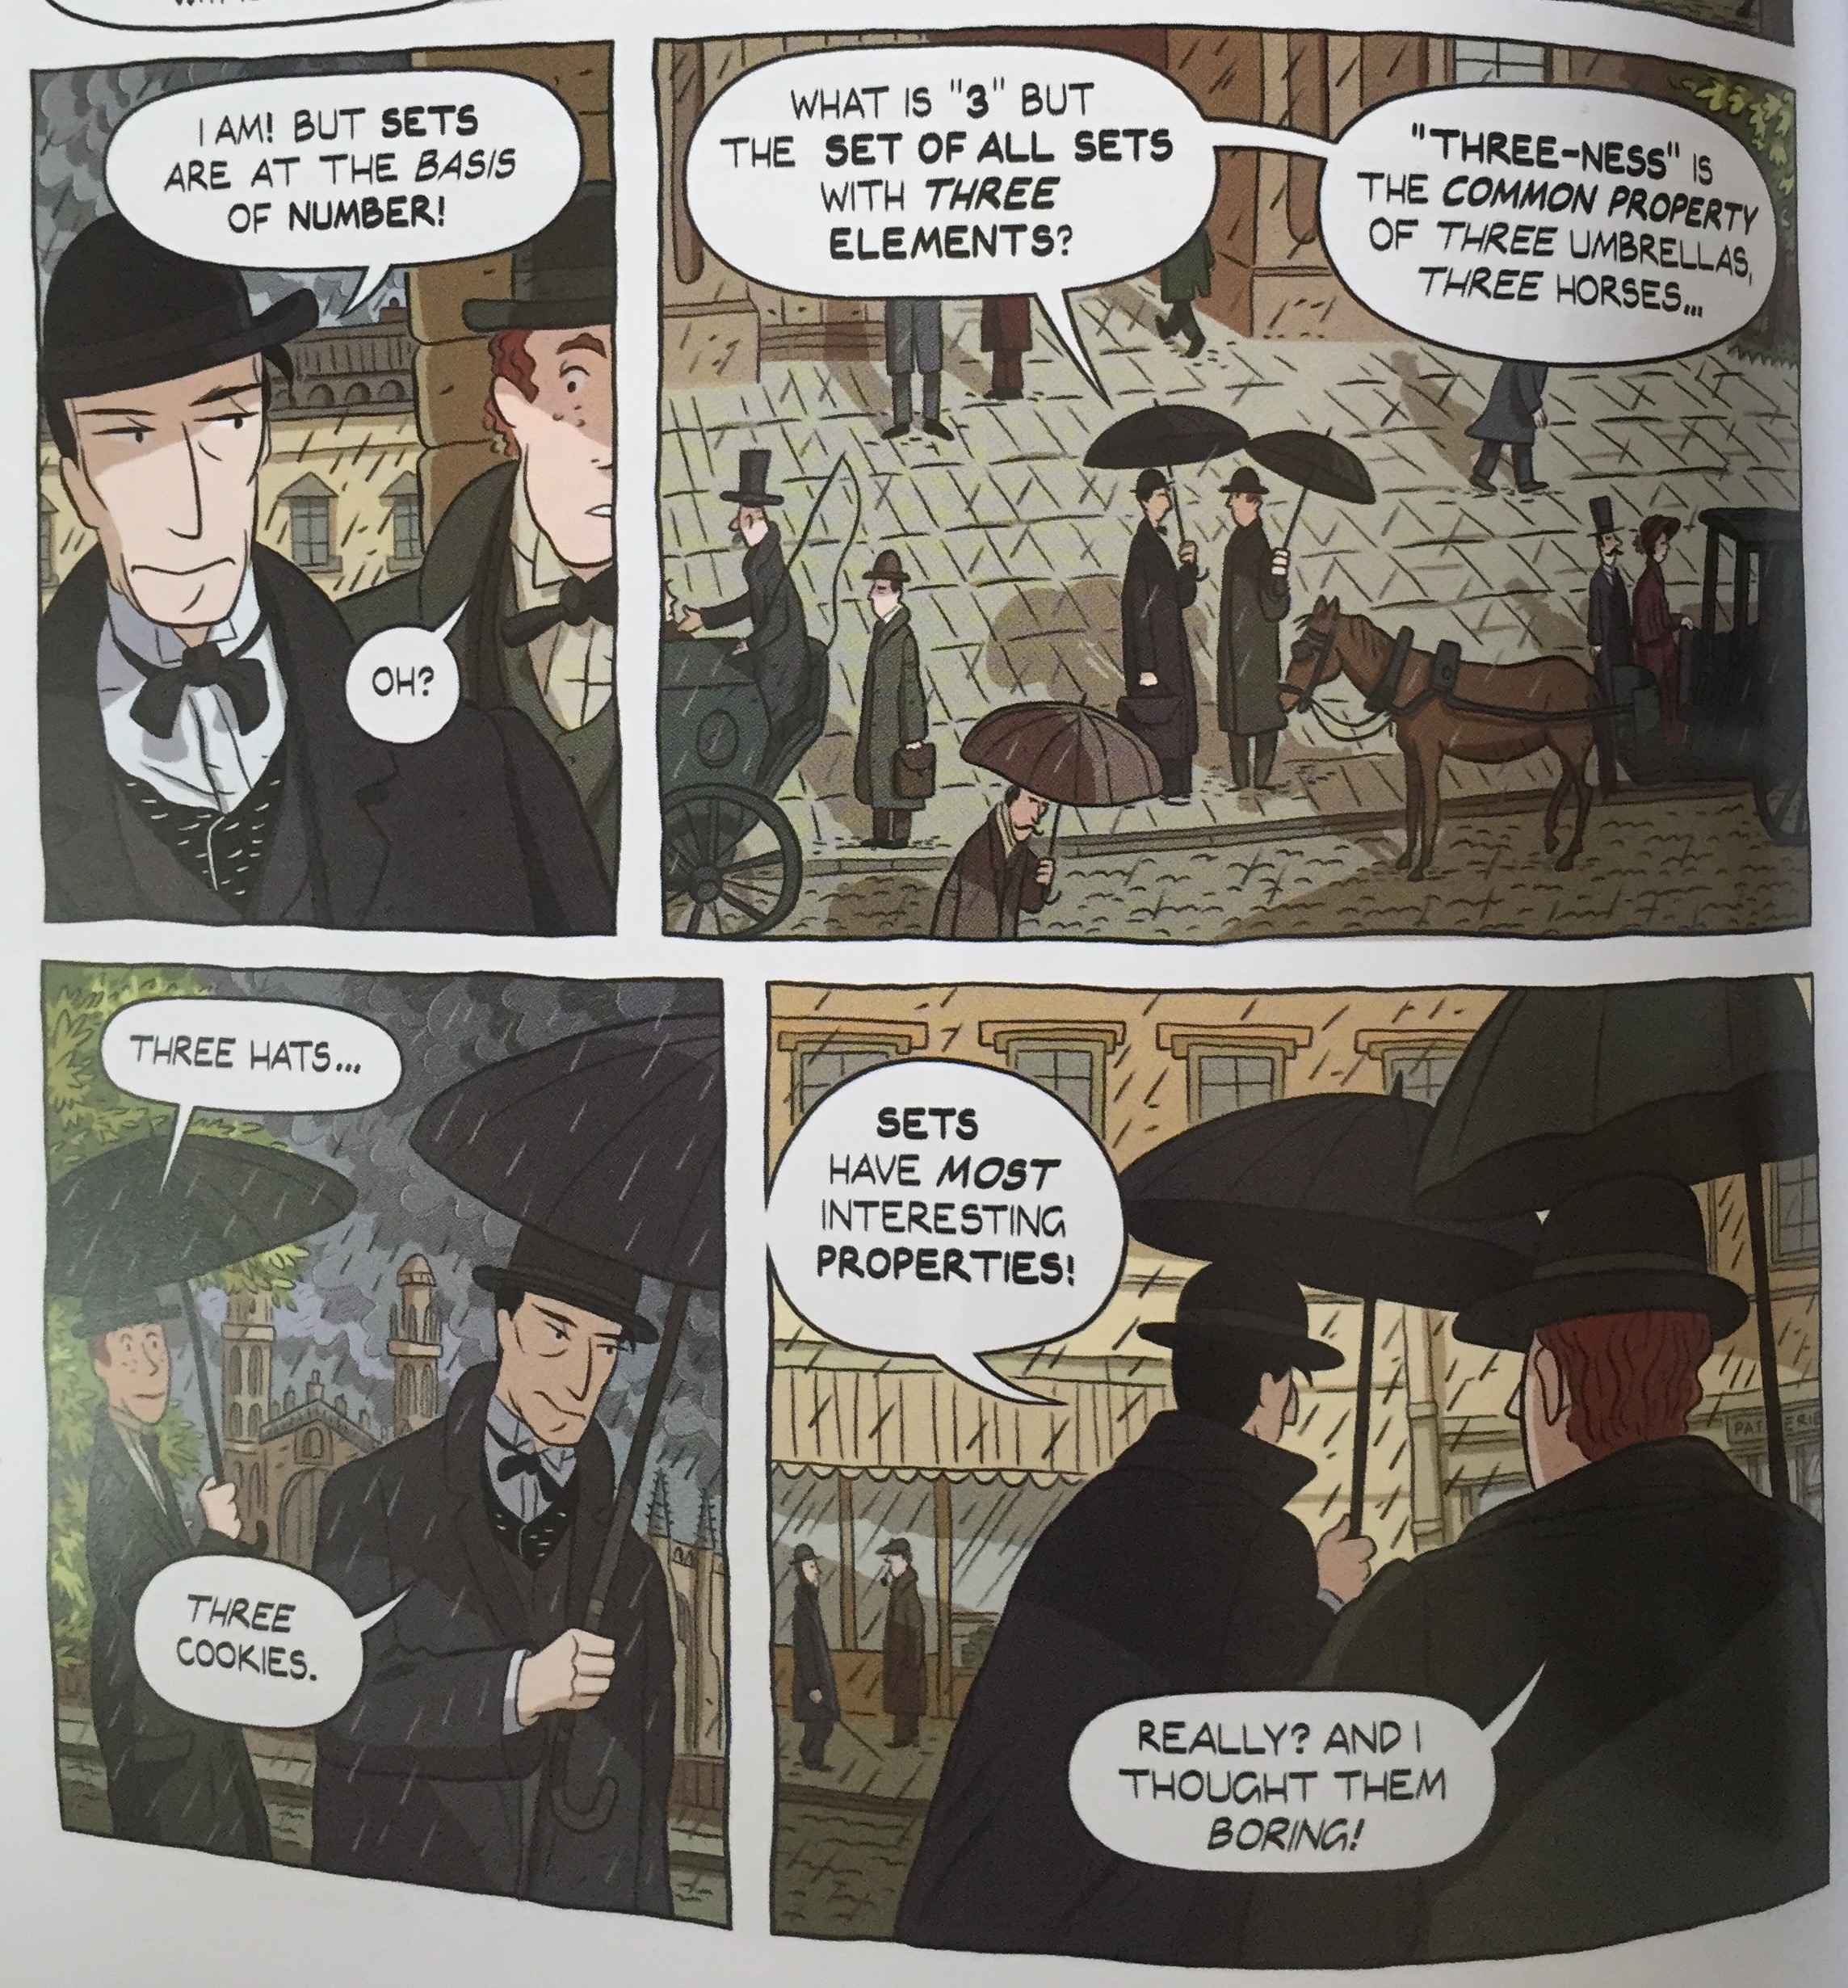 I AM! BUT SETS
ARE AT THE BASIS
OF NUMBER!
OH?
WHAT IS "3" BUT
THE SET OF ALL SETS
WITH THREE
ELEMENTS?
"THREE-NESS" IS
THE COMMON PROPERTY
OF THREE UMBRELLAS,
THREE HORSES...
THREE HATS...
THREE
COOKIES.
SETS
HAVE MOST
INTERESTING
PROPERTIES!
REALLY? AND I
THOUGHT THEM
BORING!